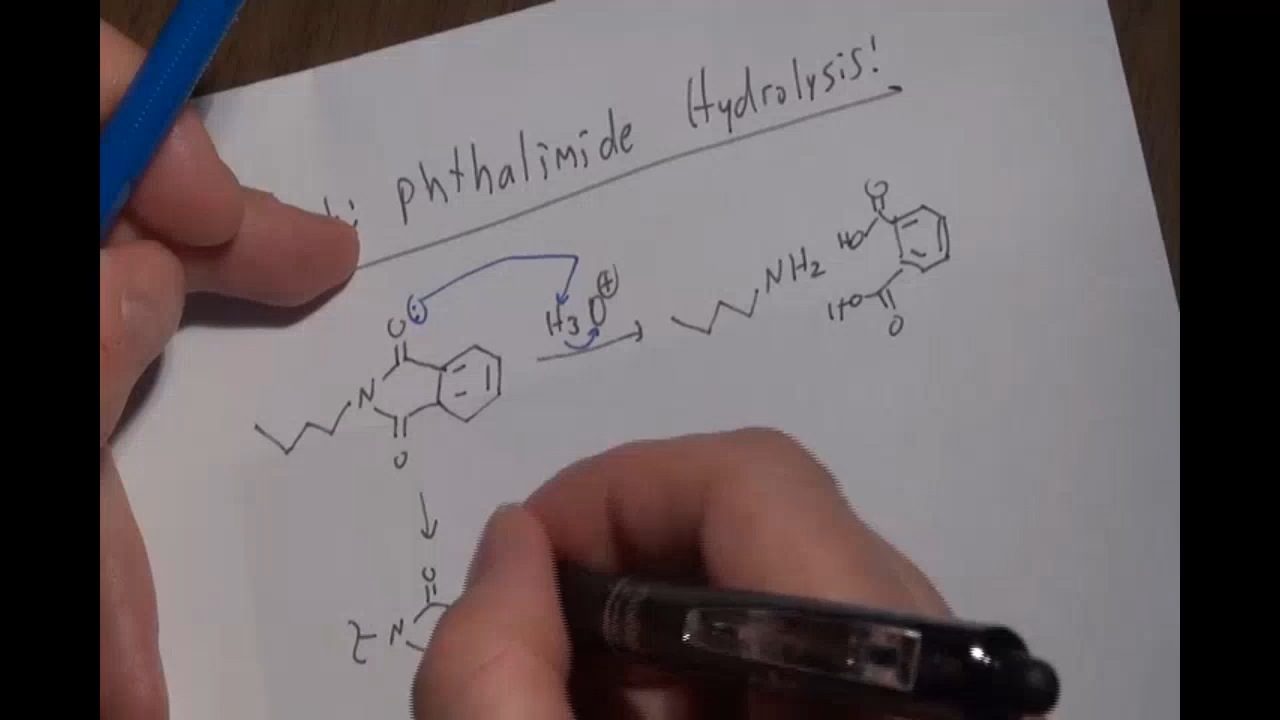 phthalimide Hydrolysis!
O H₃O⊕ NH₂ HO O
N HO O
O
O
N